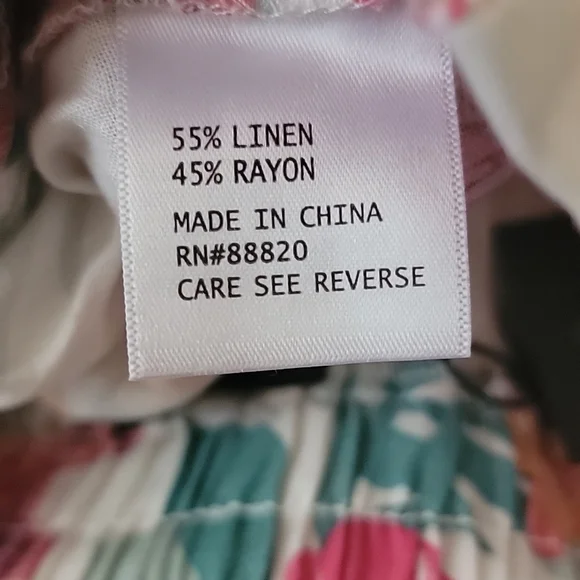 55% LINEN
45% RAYON
MADE IN CHINA
RN#88820
CARE SEE REVERSE